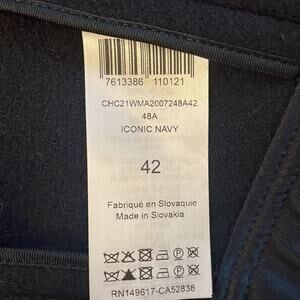 7613386 110121
CHC21WMA2007248A42
48A
ICONIC NAVY
42
Fabriqué en Slovaquie
Made in Slovakia
RN149617-CA52838